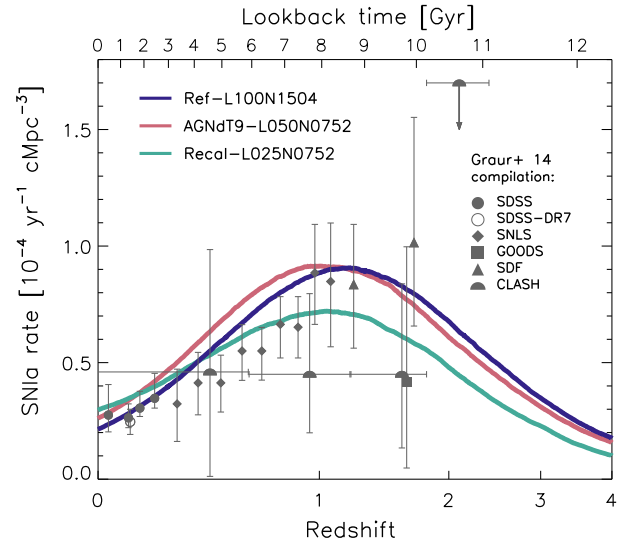 Lookback time [Gyr]
0 1 2 3 4 5 6 7 8 9 10 11 12
SNIa rate [10⁻⁴ yr⁻¹ cMpc⁻³]
1.5
1.0
0.5
0.0
Ref-L100N1504
AGNdT9-L050N0752
Recal-L025N0752
Graur+ 14
compilation:
SDSS
SDSS-DR7
SNLS
GOODS
SDF
CLASH
0 1 2 3 4
Redshift